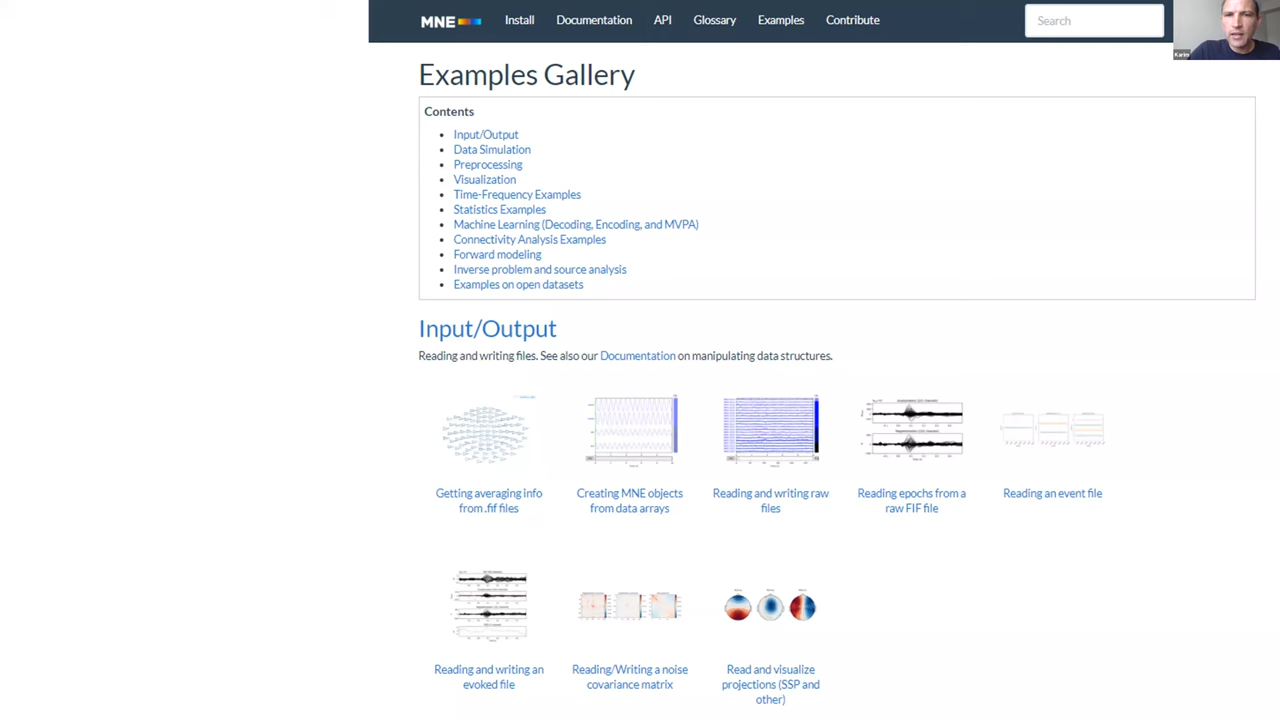 MNE Install Documentation API Glossary Examples Contribute Search
Karim
Examples Gallery
Contents
Input/Output
Data Simulation
Preprocessing
Visualization
Time-Frequency Examples
Statistics Examples
Machine Learning (Decoding, Encoding, and MVPA)
Connectivity Analysis Examples
Forward modeling
Inverse problem and source analysis
Examples on open datasets
Input/Output
Reading and writing files. See also our Documentation on manipulating data structures.
Getting averaging info
from .fif files
Creating MNE objects
from data arrays
Reading and writing raw
files
Reading epochs from a
raw FIF file
Reading an event file
Reading and writing an
evoked file
Reading/Writing a noise
covariance matrix
Read and visualize
projections (SSP and
other)